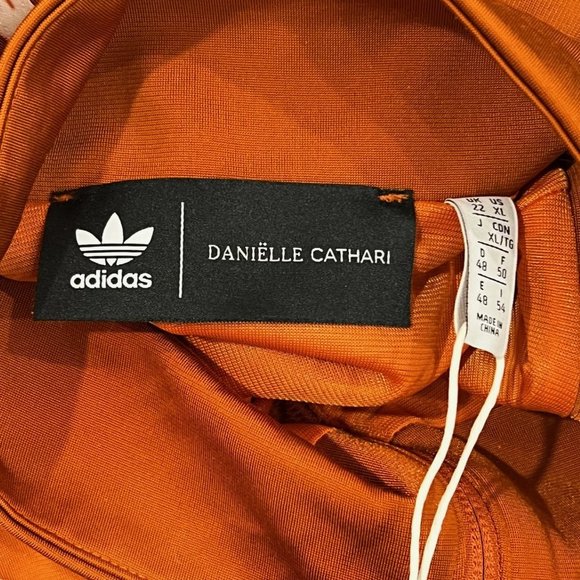 adidas
DANIËLLE CATHARI
UK US
22 XL
J CDN
XL/TG
D F
48 50
E I
48 54
MADE IN
CHINA